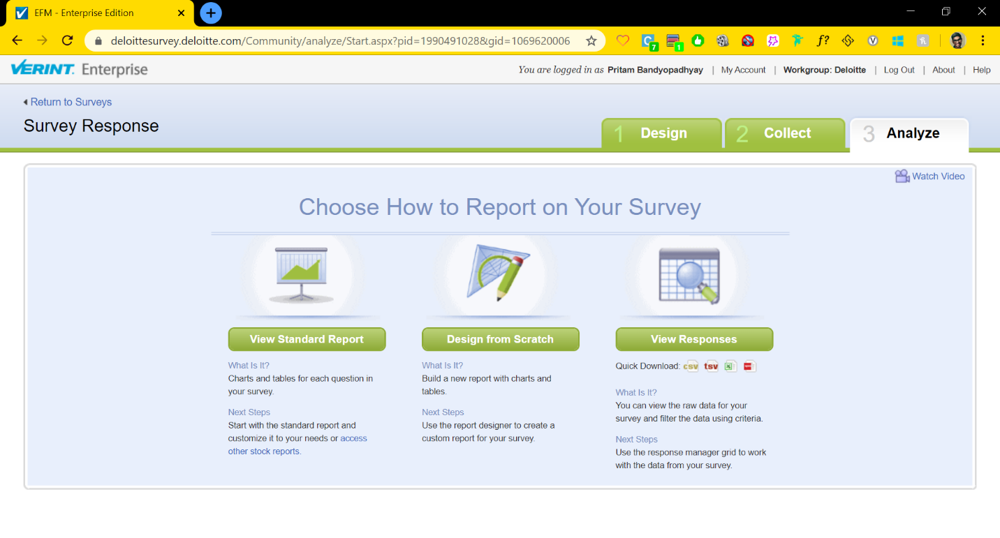 EFM - Enterprise Edition
deloittesurvey.deloitte.com/Community/analyze/Start.aspx?pid=1990491028&gid=1069620006
7
1
f?
VERINT. Enterprise
You are logged in as Pritam Bandyopadhyay | My Account | Workgroup: Deloitte | Log Out | About | Help
Return to Surveys
Survey Response
1 Design
2 Collect
3 Analyze
Watch Video
Choose How to Report on Your Survey
View Standard Report
What Is It?
Charts and tables for each question in
your survey.
Next Steps
Start with the standard report and
customize it to your needs or access
other stock reports.
Design from Scratch
What Is It?
Build a new report with charts and
tables.
Next Steps
Use the report designer to create a
custom report for your survey.
View Responses
Quick Download: csv tsv
What Is It?
You can view the raw data for your
survey and filter the data using criteria.
Next Steps
Use the response manager grid to work
with the data from your survey.